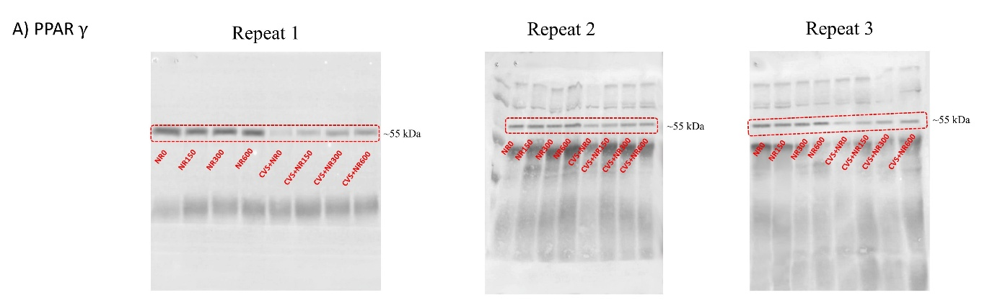 A) PPAR γ
Repeat 1
Repeat 2
Repeat 3
~55 kDa
~55 kDa
~55 kDa
NR0
NR150
NR300
NR600
CVS+NR0
CVS+NR150
CVS+NR300
CVS+NR600
NR0
NR150
NR300
NR600
CVS+NR0
CVS+NR150
CVS+NR300
CVS+NR600
NR0
NR150
NR300
NR600
CVS+NR0
CVS+NR150
CVS+NR300
CVS+NR600